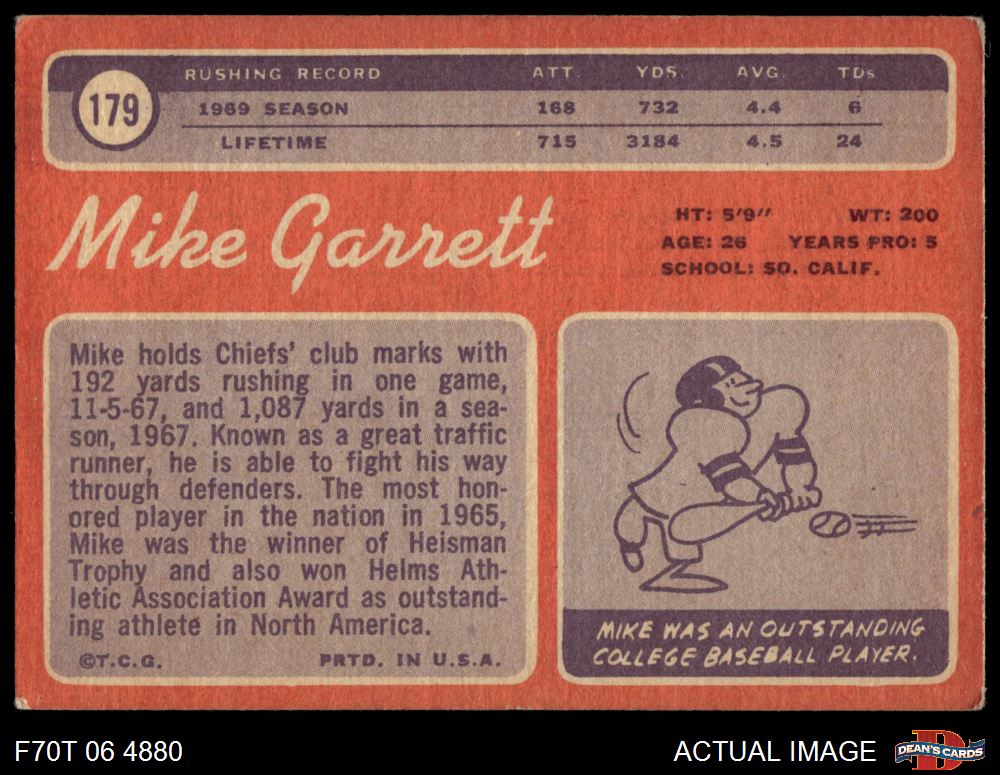 179
RUSHING RECORD ATT. YDS. AVG. TDs
1969 SEASON 168 732 4.4 6
LIFETIME 715 3184 4.5 24
Mike Garrett
HT: 5'9" WT: 200
AGE: 26 YEARS PRO: 5
SCHOOL: SO. CALIF.
Mike holds Chiefs' club marks with
192 yards rushing in one game,
11-5-67, and 1,087 yards in a sea-
son, 1967. Known as a great traffic
runner, he is able to fight his way
through defenders. The most hon-
ored player in the nation in 1965,
Mike was the winner of Heisman
Trophy and also won Helms Ath-
letic Association Award as outstand-
ing athlete in North America.
©T.C.G. PRTD. IN U.S.A.
MIKE WAS AN OUTSTANDING
COLLEGE BASEBALL PLAYER.
F70T 06 4880 ACTUAL IMAGE D DEAN'S CARDS